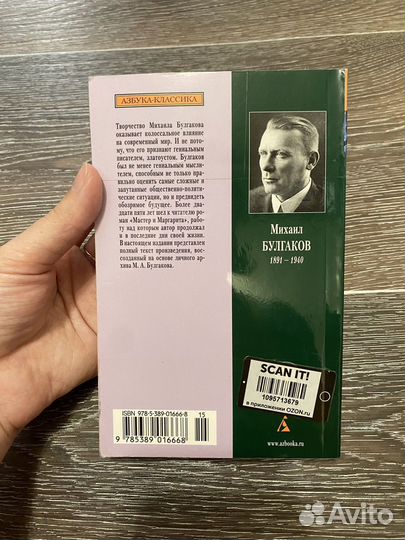 АЗБУКА-КЛАССИКА
Творчество Михаила Булгакова
оказывает колоссальное влияние
на современный мир. И не пото-
му, что его признают гениальным
писателем, златоустом. Булгаков
был не менее гениальным мысли-
телем, способным не только пра-
вильно оценить самые сложные и
запутанные общественно-полити-
ческие ситуации, но и предвидеть
обозримое будущее. Более два-
дцати пяти лет шел к читателю ро-
ман «Мастер и Маргарита», рабо-
ту над которым автор продолжал
и в последние дни своей жизни.
В настоящем издании представлен
полный текст произведения, вос-
созданный на основе личного ар-
хива М. А. Булгакова.
Михаил
БУЛГАКОВ
1891 – 1940
SCAN IT!
1095713679
в приложении OZON.ru
www.azbooka.ru
ISBN 978-5-389-01666-8
15
9 785389 016668
Avito